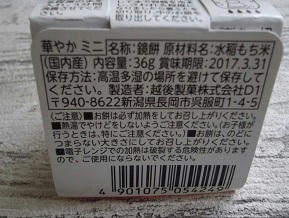 華やかミニ/名称:鏡餅 原材料名:水稲もち米
(国内産)/内容量:36g 賞味期限:2017.3.31
保存方法:高温多湿の場所を避けて保存して
ください。/製造者:越後製菓株式会社D1
〒940-8622新潟県長岡市呉服町1-4-5
〈ご注意〉■お餅は必ず加熱をしてお召し上がりください。
■熱湯でやけどをしないよう、ご注意ください。(お子様が
行うときは、特にご注意ください。) ■お餅は、のどに
つまらない大きさにしてお召し上がりください。
■電子レンジでの加熱は破裂する危険性がありますの
で、ご使用にならないでください。
4 901075 054249